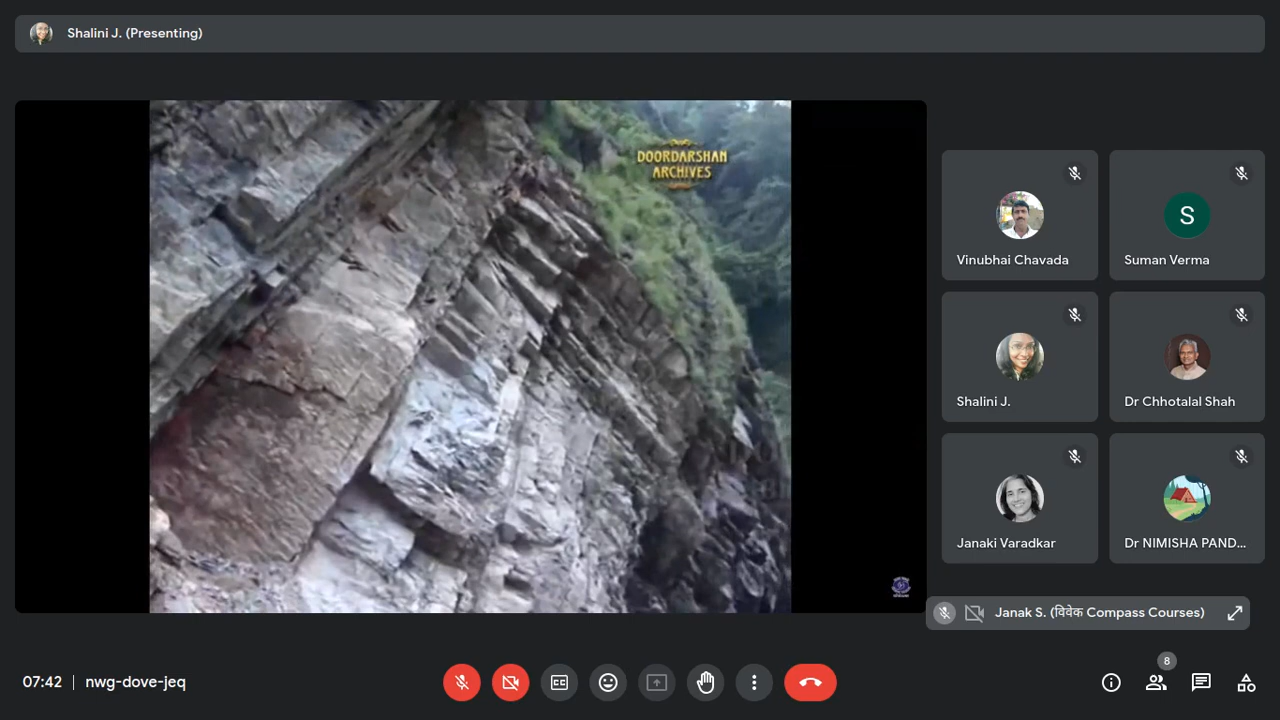 Shalini J. (Presenting)
DOORDARSHAN
ARCHIVES
Vinubhai Chavada
S
Suman Verma
Shalini J.
Dr Chhotalal Shah
Janaki Varadkar
Dr NIMISHA PAND...
Janak S. (विवेक Compass Courses)
07:42 | nwg-dove-jeq
CC
8